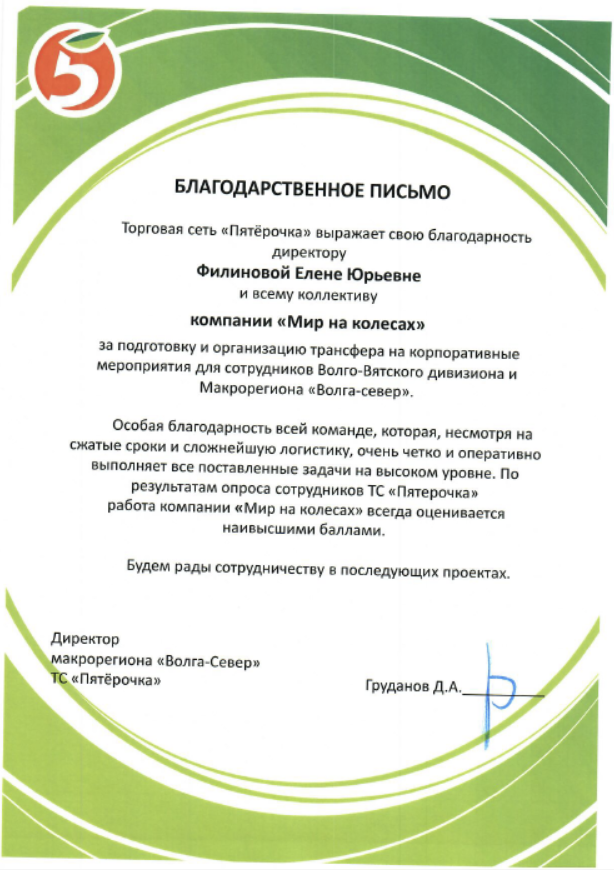 5
БЛАГОДАРСТВЕННОЕ ПИСЬМО
Торговая сеть «Пятёрочка» выражает свою благодарность
директору
Филиновой Елене Юрьевне
и всему коллективу
компании «Мир на колесах»
за подготовку и организацию трансфера на корпоративные
мероприятия для сотрудников Волго-Вятского дивизиона и
Макрорегиона «Волга-север».
Особая благодарность всей команде, которая, несмотря на
сжатые сроки и сложнейшую логистику, очень четко и оперативно
выполняет все поставленные задачи на высоком уровне. По
результатам опроса сотрудников ТС «Пятерочка»
работа компании «Мир на колесах» всегда оценивается
наивысшими баллами.
Будем рады сотрудничеству в последующих проектах.
Директор
макрорегиона «Волга-Север»
ТС «Пятёрочка»
Груданов Д.А.